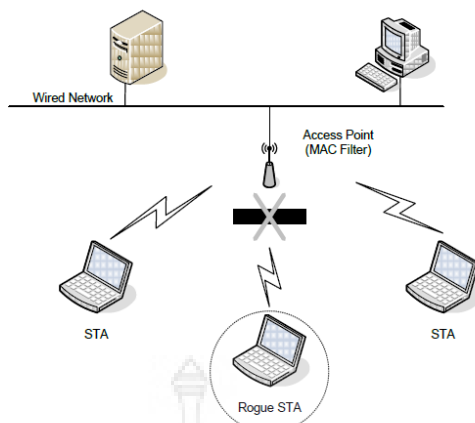 Wired Network
Access Point
(MAC Filter)
STA
STA
Rogue STA